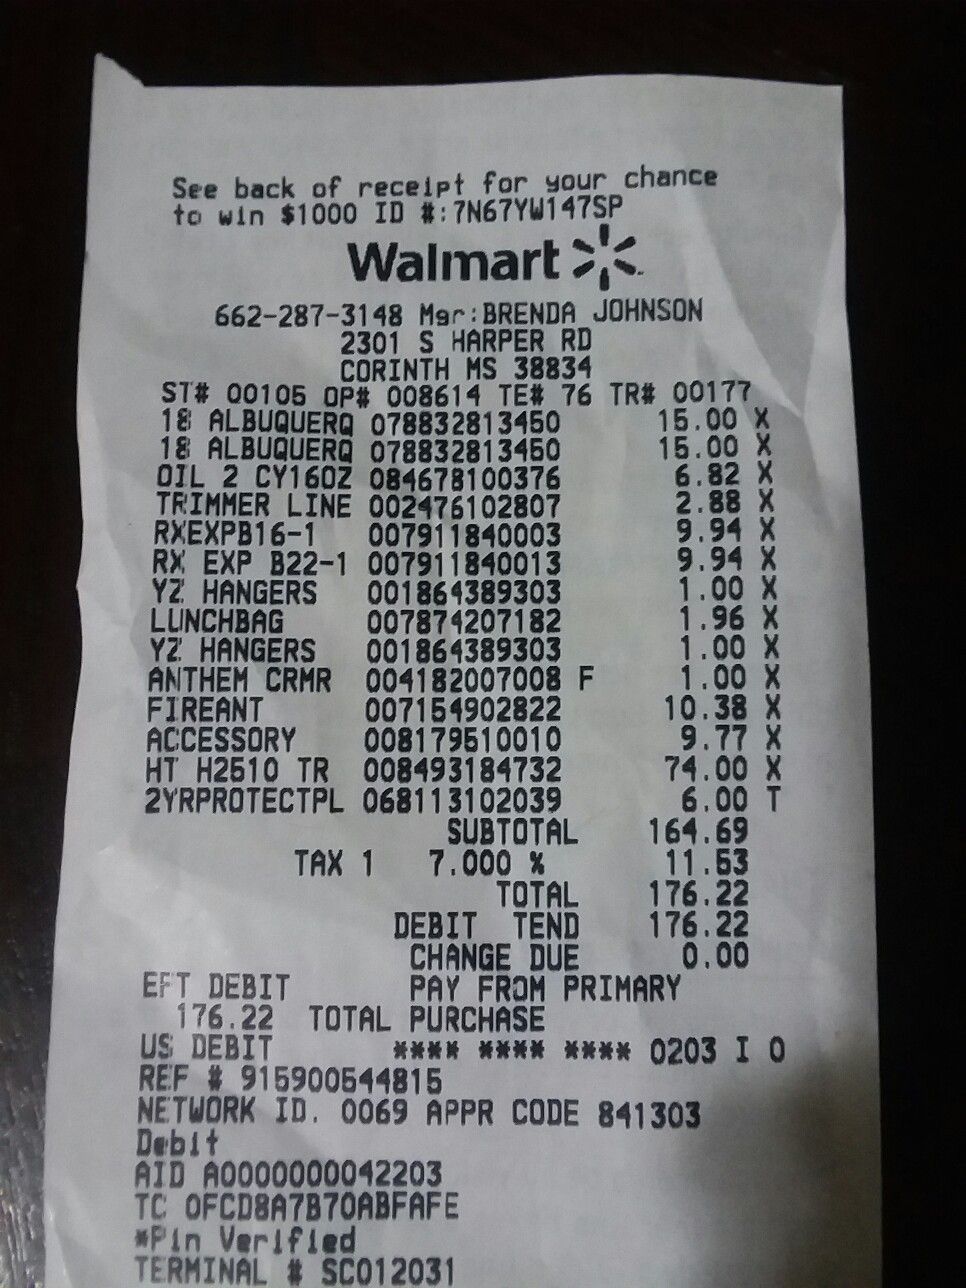 See back of receipt for your chance
to win $1000 ID #:7N67YW147SP
Walmart
662-287-3148 Mgr:BRENDA JOHNSON
2301 S HARPER RD
CORINTH MS 38834
ST# 00105 OP# 008614 TE# 76 TR# 00177
18 ALBUQUERQ 078832813450 15.00 X
18 ALBUQUERQ 078832813450 15.00 X
OIL 2 CY16OZ 084678100376 6.82 X
TRIMMER LINE 002476102807 2.88 X
RXEXPB16-1 007911840003 9.94 X
RX EXP B22-1 007911840013 9.94 X
YZ HANGERS 001864389303 1.00 X
LUNCHBAG 007874207182 1.96 X
YZ HANGERS 001864389303 1.00 X
ANTHEM CRMR 004182007008 F 1.00 X
FIREANT 007154902822 10.38 X
ACCESSORY 008179510010 9.77 X
HT H2510 TR 008493184732 74.00 X
2YRPROTECTPL 068113102039 6.00 T
SUBTOTAL 164.69
TAX 1 7.000 % 11.53
TOTAL 176.22
DEBIT TEND 176.22
CHANGE DUE 0.00
EFT DEBIT PAY FROM PRIMARY
176.22 TOTAL PURCHASE
US DEBIT **** **** **** 0203 I 0
REF # 915900544815
NETWORK ID. 0069 APPR CODE 841303
Debit
AID A0000000042203
TC 0FCD8A7B70ABFAFE
*Pin Verified
TERMINAL # SC012031